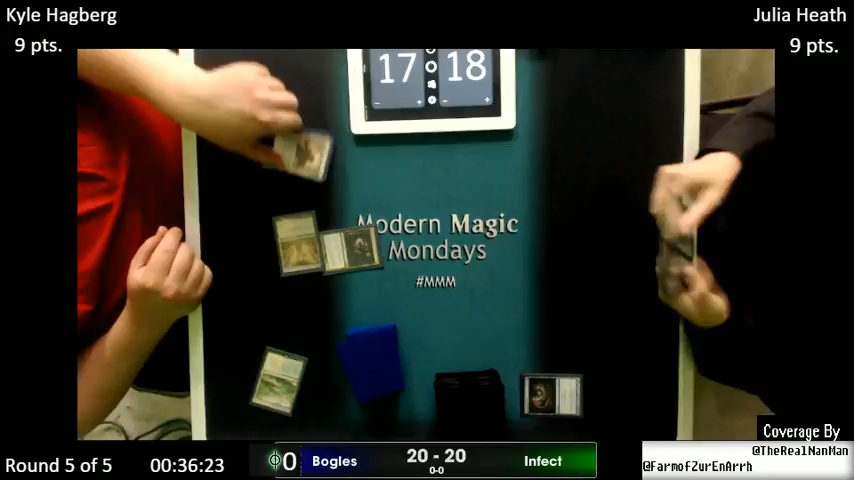 Kyle Hagberg
Julia Heath
9 pts.
9 pts.
17
18
Modern Magic
Mondays
#MMM
Coverage By
@TheRealNanMan
@FarmofZurEnArrh
Round 5 of 5
00:36:23
0
Bogles
20 - 20
0-0
Infect